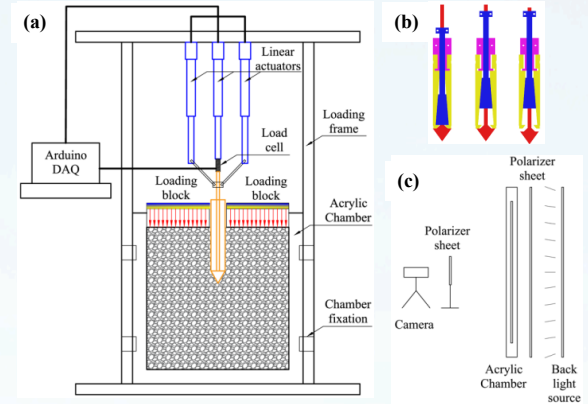 (a)
Linear
actuators
Load
cell
Loading
frame
Arduino
DAQ
Loading
block
Loading
block
Acrylic
Chamber
Chamber
fixation
(b)
(c)
Polarizer
sheet
Polarizer
sheet
Camera
Acrylic
Chamber
Back
light
source